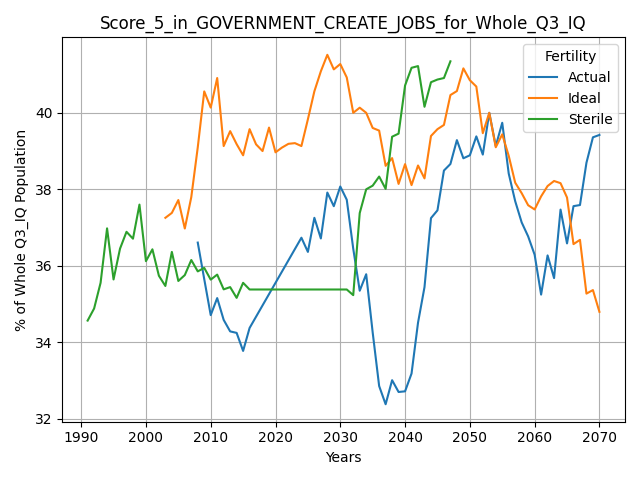 Score_5_in_GOVERNMENT_CREATE_JOBS_for_Whole_Q3_IQ
Fertility
Actual
Ideal
Sterile
% of Whole Q3_IQ Population
40
38
36
34
32
1990 2000 2010 2020 2030 2040 2050 2060 2070
Years